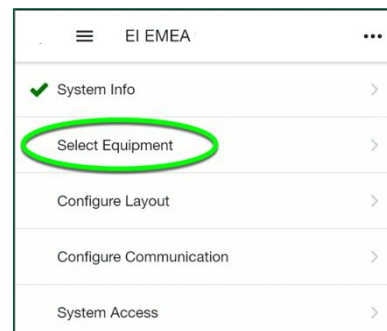 EI EMEA
System Info
Select Equipment
Configure Layout
Configure Communication
System Access